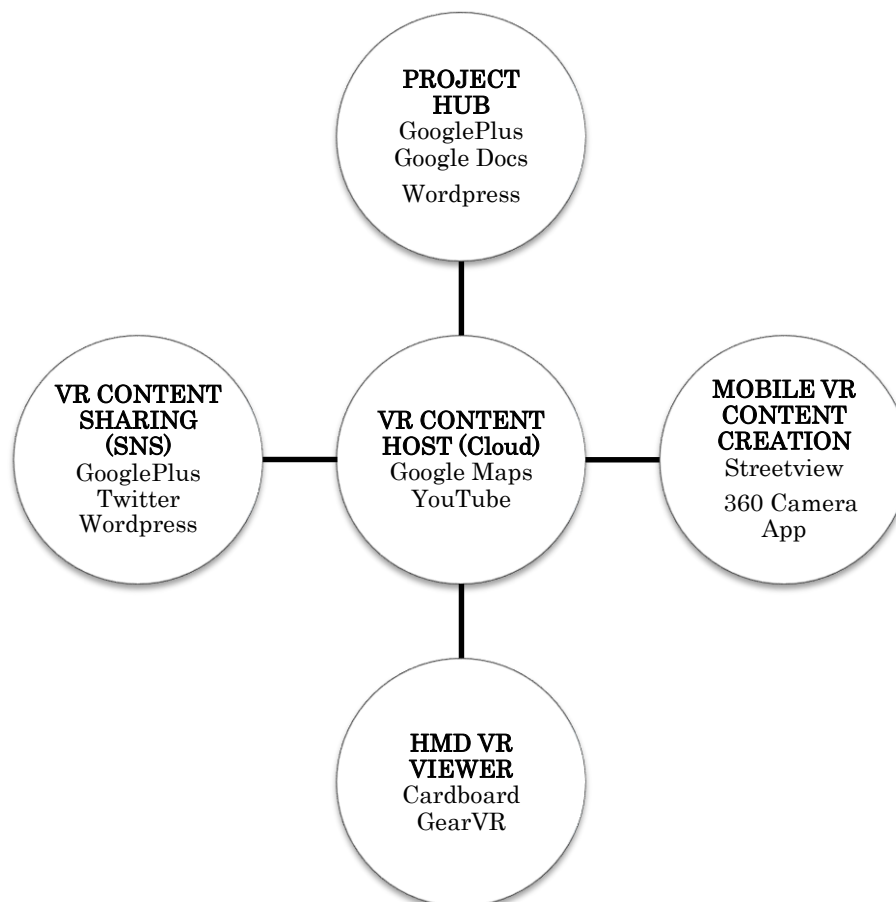 PROJECT
HUB
GooglePlus
Google Docs
Wordpress
VR CONTENT
SHARING
(SNS)
GooglePlus
Twitter
Wordpress
VR CONTENT
HOST (Cloud)
Google Maps
YouTube
MOBILE VR
CONTENT
CREATION
Streetview
360 Camera
App
HMD VR
VIEWER
Cardboard
GearVR